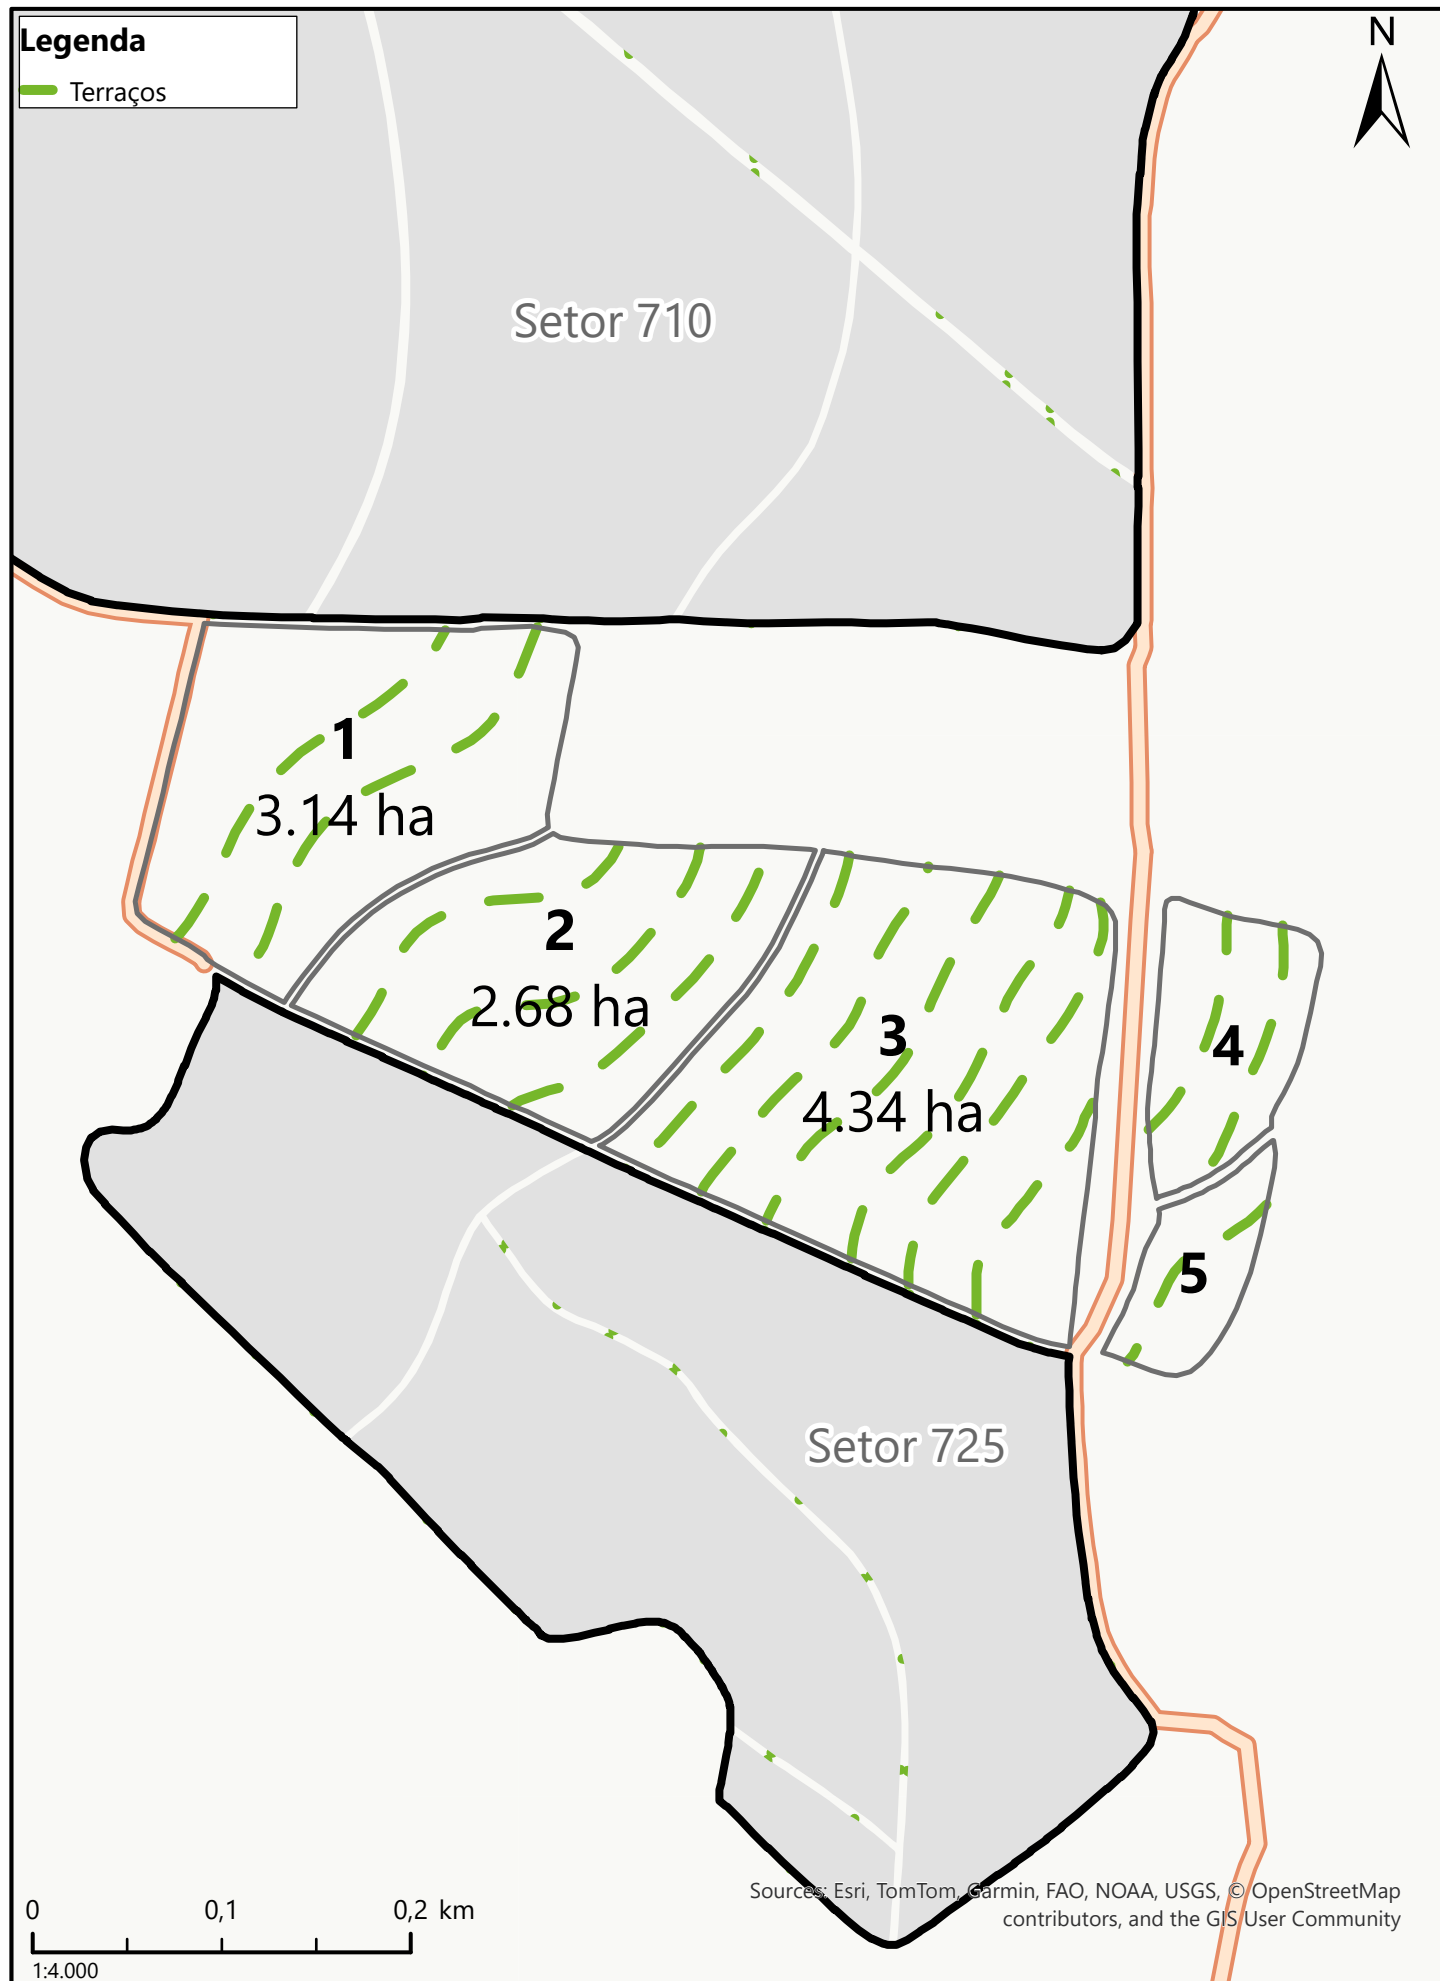 Legenda
Terraços
N
Setor 710
1
3.14 ha
2
2.68 ha
3
4.34 ha
4
5
Setor 725
0 0,1 0,2 km
1:4.000
Sources: Esri, TomTom, Garmin, FAO, NOAA, USGS, © OpenStreetMap
contributors, and the GIS User Community